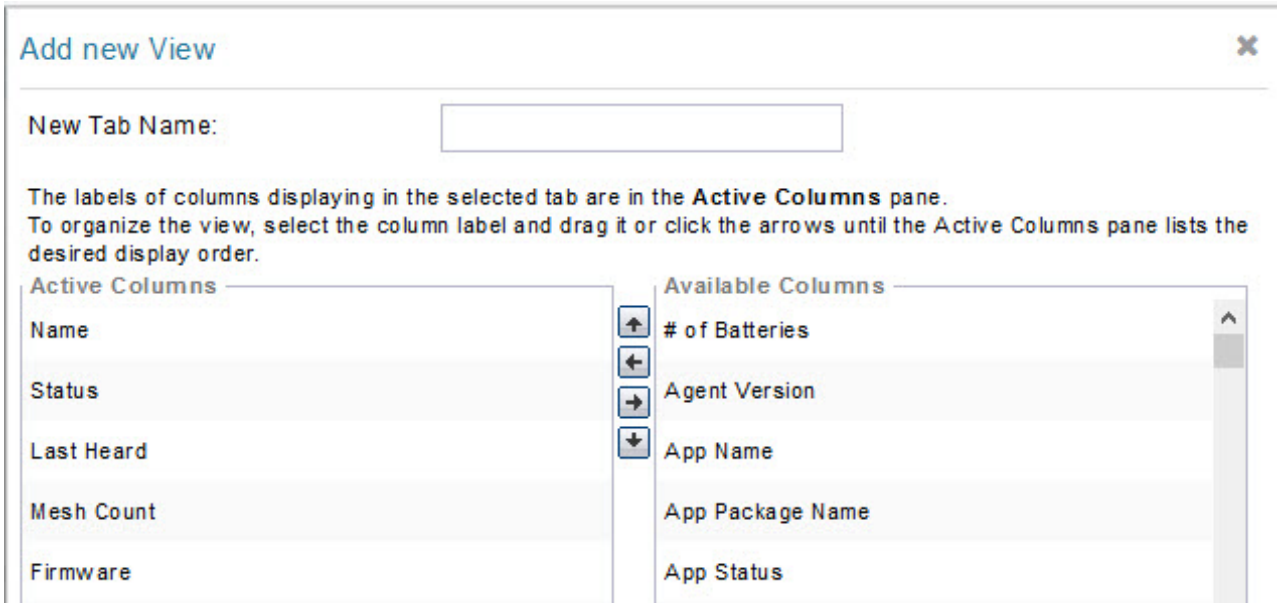 Add new View
New Tab Name:
The labels of columns displaying in the selected tab are in the Active Columns pane.
To organize the view, select the column label and drag it or click the arrows until the Active Columns pane lists the
desired display order.
Active Columns
Name
Status
Last Heard
Mesh Count
Firmware
Available Columns
# of Batteries
Agent Version
App Name
App Package Name
App Status